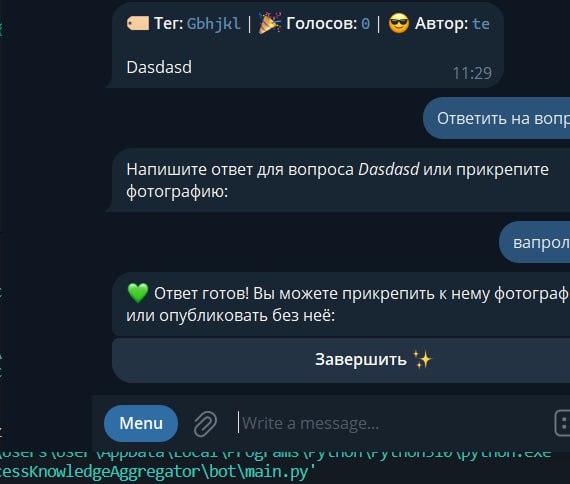 Тег: Gbhjkl | Голосов: 0 | Автор: te
Dasdasd
11:29
Ответить на вопр
Напишите ответ для вопроса Dasdasd или прикрепите
фотографию:
вапрол
Ответ готов! Вы можете прикрепить к нему фотограф
или опубликовать без неё:
Завершить
Menu
Write a message...
\Users\User\AppData\Local\Programs\Python\Python310\python.exe
cessKnowledgeAggregator\bot\main.py'